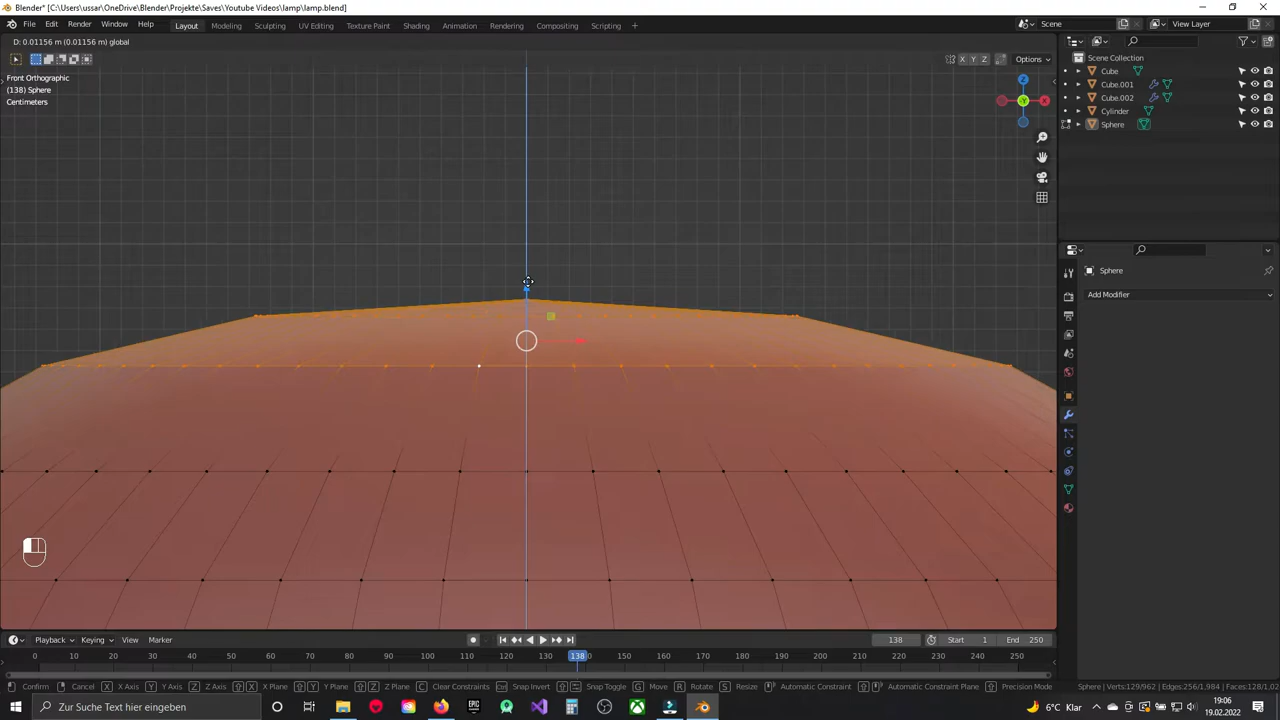 Blender* [C:\Users\ussar\OneDrive\Blender\Projekte\Saves\Youtube Videos\lamp\lamp.blend]
File Edit Render Window Help Layout Modeling Sculpting UV Editing Texture Paint Shading Animation Rendering Compositing Scripting + Scene View Layer
D: 0.01156 m (0.01156 m) global
X Y Z Options
Front Orthographic
(138) Sphere
Centimeters
Z
Y
X
Scene Collection
Cube
Cube.001
Cube.002
Cylinder
Sphere
Sphere
Add Modifier
Playback Keying View Marker 138 Start 1 End 250
0 10 20 30 40 50 60 70 80 90 100 110 120 130 138 150 160 170 180 190 200 210 220 230 240 250
Confirm Cancel X X Axis Y Y Axis Z Z Axis X X Plane Y Y Plane Z Z Plane C Clear Constraints Snap Invert Snap Toggle G Move R Rotate S Resize Automatic Constraint Automatic Constraint Plane Precision Mode
Zur Suche Text hier eingeben
6°C Klar
19:06
19.02.2022